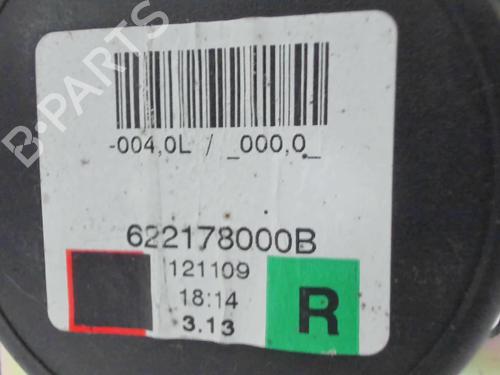 B-PARTS
-004,0L / _000,0_
622178000B
121109
18:14
3.13
R